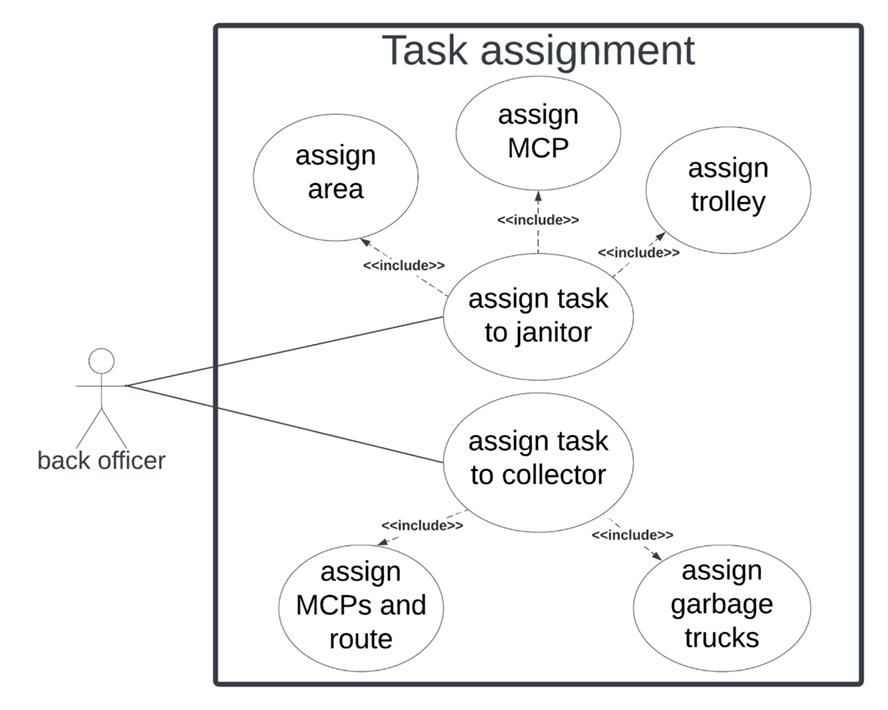 Task assignment
assign
MCP
assign
area
assign
trolley
<<include>>
<<include>>
<<include>>
assign task
to janitor
back officer
assign task
to collector
<<include>>
<<include>>
assign
MCPs and
route
assign
garbage
trucks